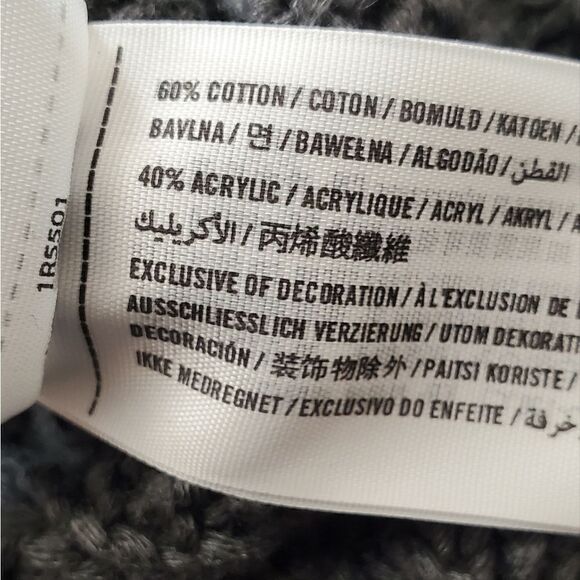 60% COTTON / COTON / BOMULD / KATOEN /
BAVLNA / 면 / BAWEŁNA / ALGODÃO / القطن
40% ACRYLIC / ACRYLIQUE / ACRYL / AKRYL /
الأكريليك / 丙烯酸纖維
EXCLUSIVE OF DECORATION / À L'EXCLUSION DE
AUSSCHLIESSLICH VERZIERUNG / UTOM DEKORATI
DECORACIÓN / 装饰物除外 / PAITSI KORISTE /
IKKE MEDREGNET / EXCLUSIVO DO ENFEITE /
1R5501